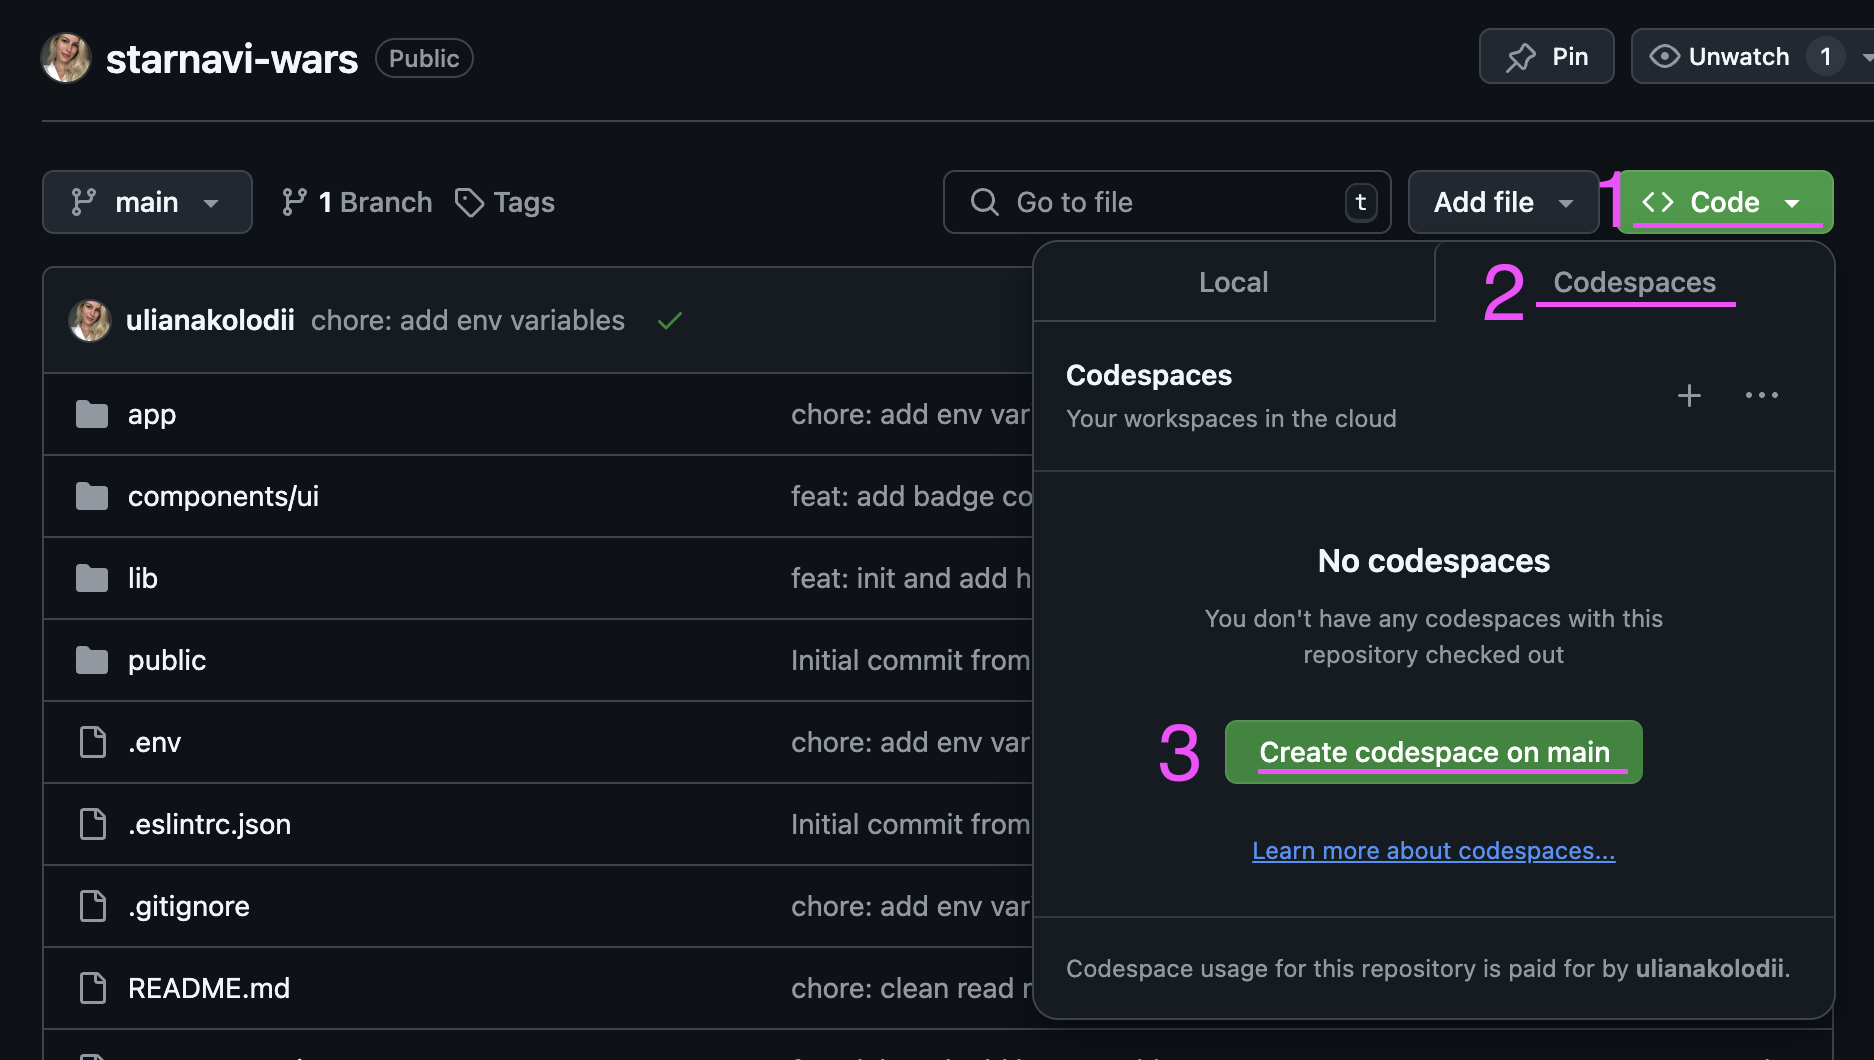 starnavi-wars Public Pin Unwatch 1
main 1 Branch Tags Go to file t Add file 1 Code
Local 2 Codespaces
ulianakolodii chore: add env variables
Codespaces
Your workspaces in the cloud
app chore: add env var
components/ui feat: add badge co
lib feat: init and add h
public Initial commit from
.env chore: add env var
.eslintrc.json Initial commit from
.gitignore chore: add env var
README.md chore: clean read
No codespaces
You don't have any codespaces with this
repository checked out
3 Create codespace on main
Learn more about codespaces...
Codespace usage for this repository is paid for by ulianakolodii.